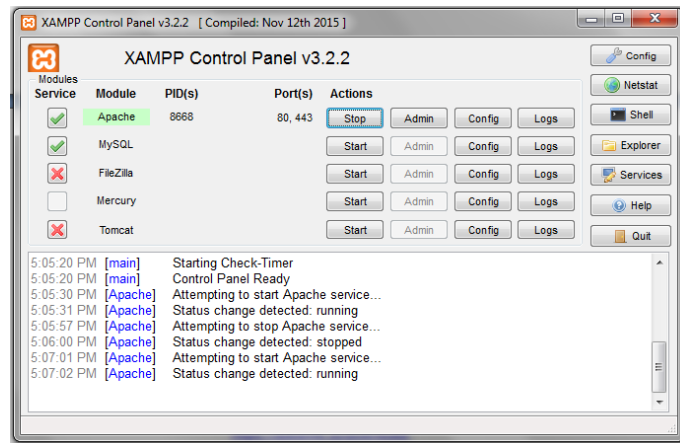 XAMPP Control Panel v3.2.2 [ Compiled: Nov 12th 2015 ]
XAMPP Control Panel v3.2.2
Config
Modules
Service Module PID(s) Port(s) Actions
Netstat
Apache 8668 80, 443 Stop Admin Config Logs
Shell
MySQL Start Admin Config Logs
Explorer
FileZilla Start Admin Config Logs
Services
Mercury Start Admin Config Logs
Help
Tomcat Start Admin Config Logs
Quit
5:05:20 PM [main] Starting Check-Timer
5:05:20 PM [main] Control Panel Ready
5:05:30 PM [Apache] Attempting to start Apache service...
5:05:31 PM [Apache] Status change detected: running
5:05:57 PM [Apache] Attempting to stop Apache service...
5:06:00 PM [Apache] Status change detected: stopped
5:07:01 PM [Apache] Attempting to start Apache service...
5:07:02 PM [Apache] Status change detected: running